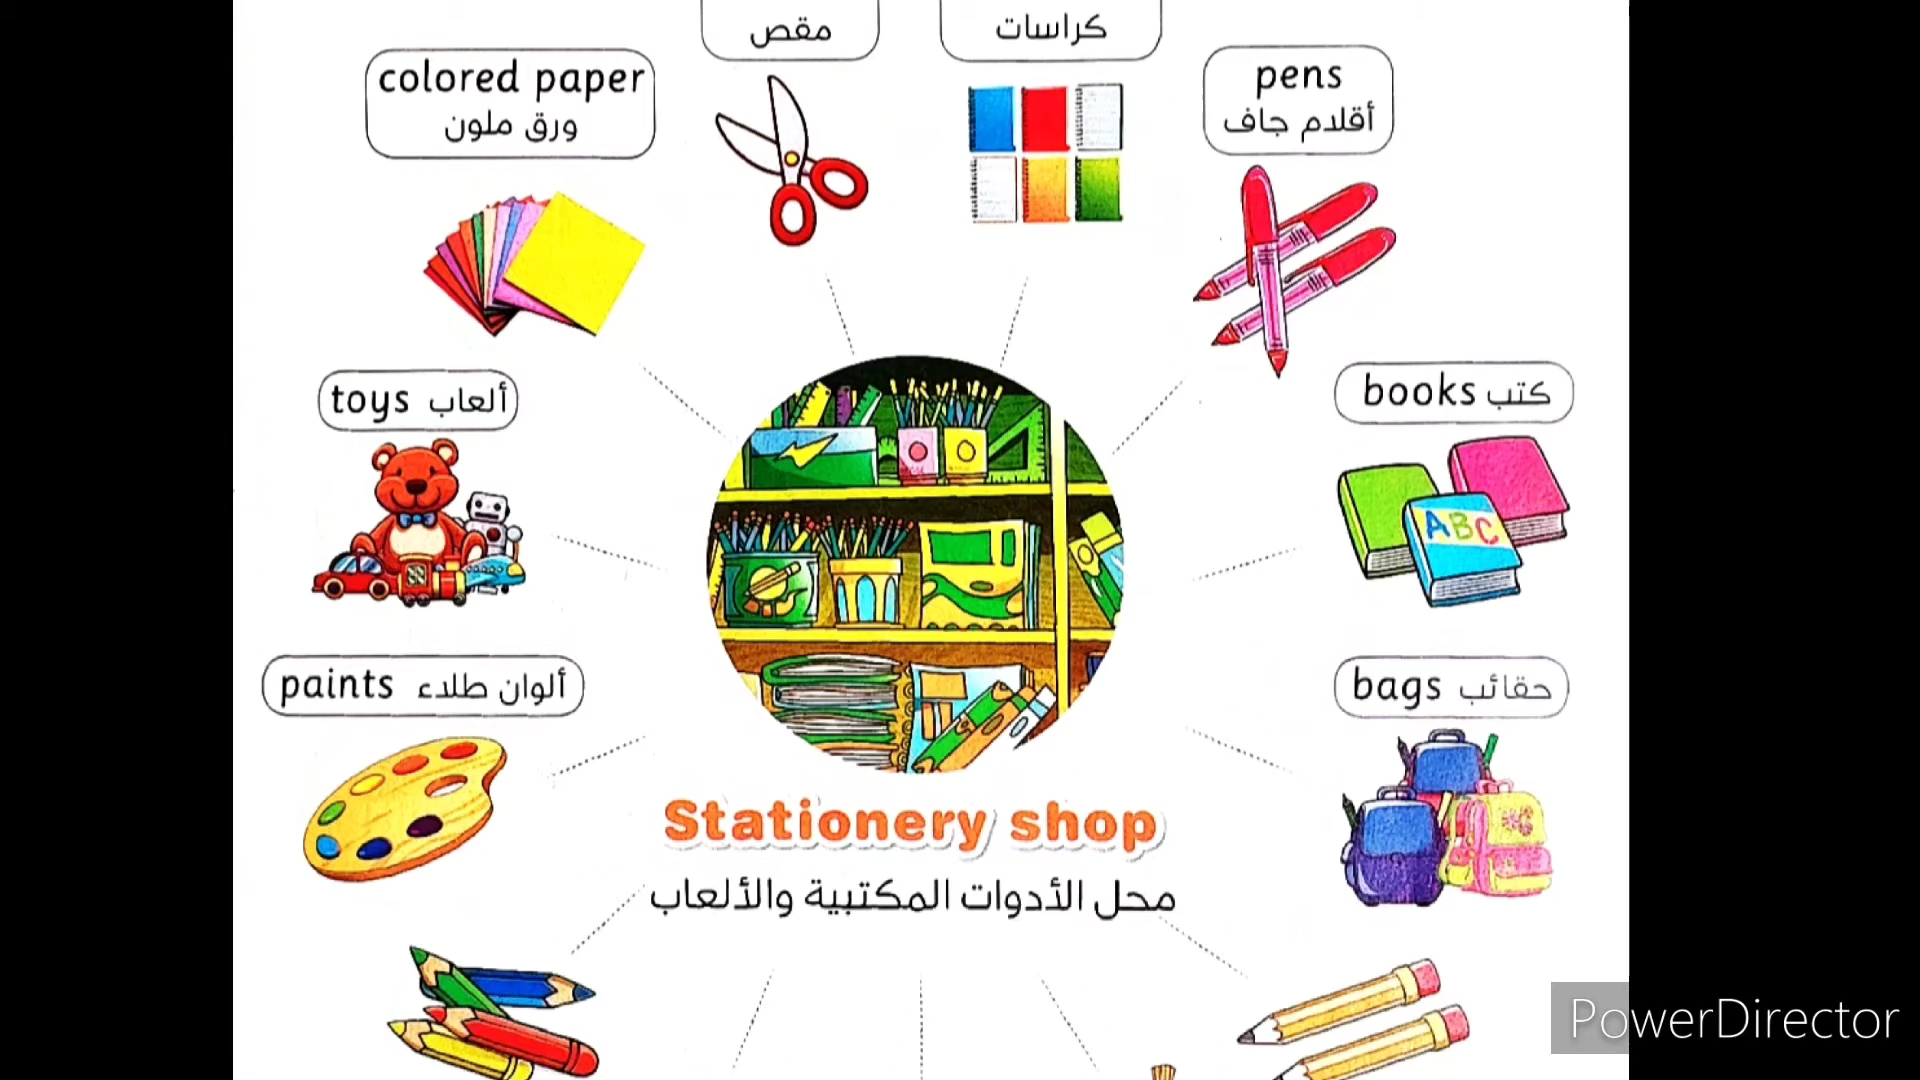 مقص
كراسات
colored paper
ورق ملون
pens
أقلام جاف
toys ألعاب
books كتب
ABC
paints ألوان طلاء
bags حقائب
Stationery shop
محل الأدوات المكتبية والألعاب
PowerDirector